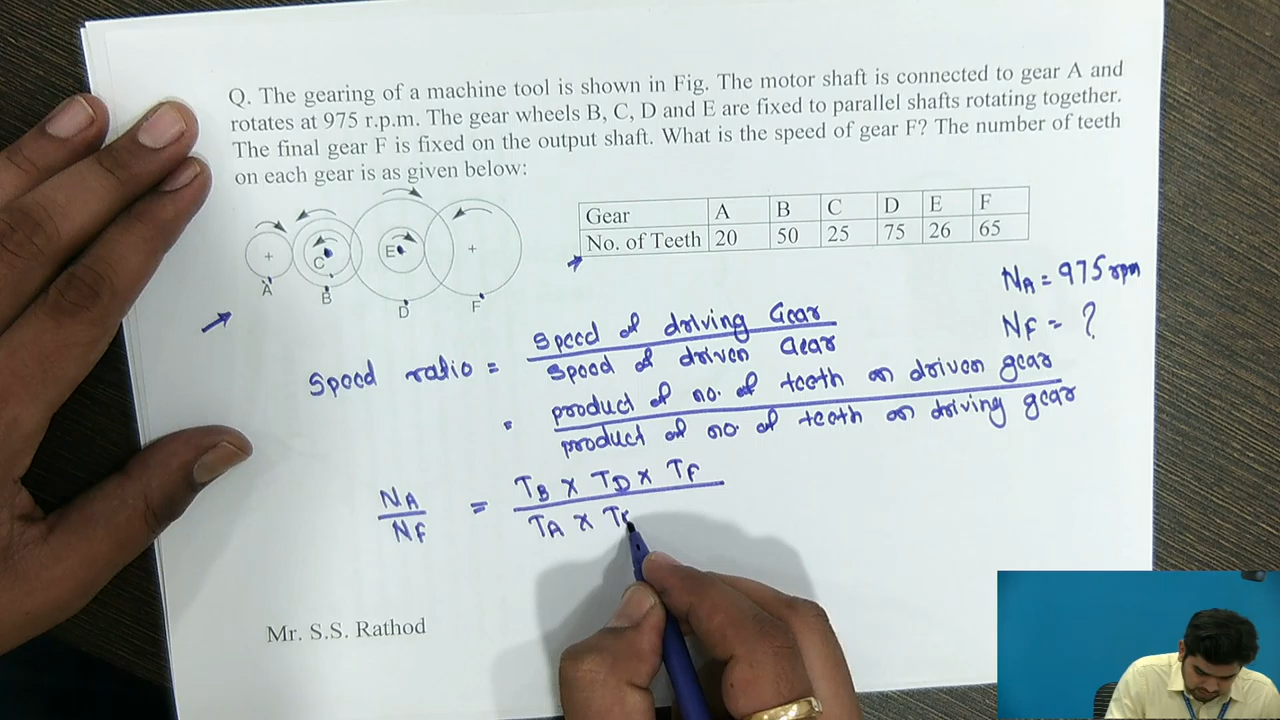 Q. The gearing of a machine tool is shown in Fig. The motor shaft is connected to gear A and
rotates at 975 r.p.m. The gear wheels B, C, D and E are fixed to parallel shafts rotating together.
The final gear F is fixed on the output shaft. What is the speed of gear F? The number of teeth
on each gear is as given below:
Gear A B C D E F
No. of Teeth 20 50 25 75 26 65
+ C E +
A B D F
NA = 975 rpm
NF = ?
Speed ratio = Speed of driving Gear
Speed of driven Gear
= product of no. of teeth on driven gear
product of no. of teeth on driving gear
NA = TB × TD × TF
NF TA × T
Mr. S.S. Rathod